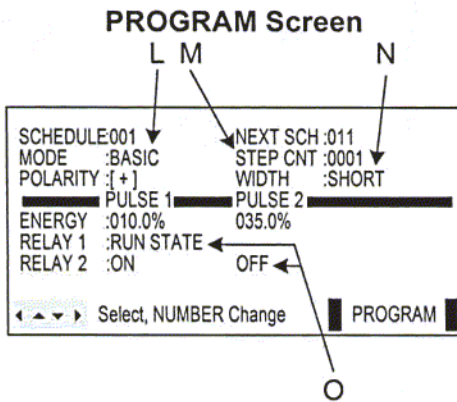 PROGRAM Screen
L M N
SCHEDULE:001 NEXT SCH :011
MODE :BASIC STEP CNT :0001
POLARITY :[ + ] WIDTH :SHORT
PULSE 1 PULSE 2
ENERGY :010.0% 035.0%
RELAY 1 :RUN STATE
RELAY 2 :ON OFF
Select, NUMBER Change PROGRAM
O